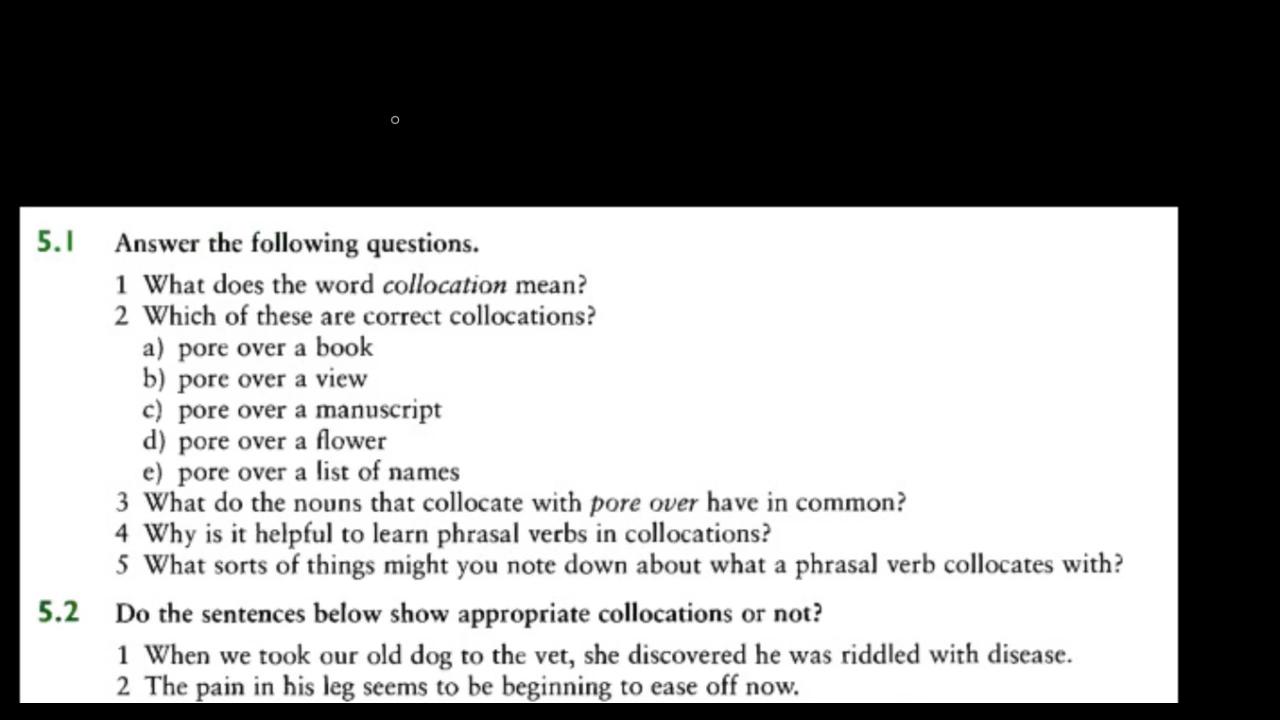 5.1 Answer the following questions.
1 What does the word collocation mean?
2 Which of these are correct collocations?
a) pore over a book
b) pore over a view
c) pore over a manuscript
d) pore over a flower
e) pore over a list of names
3 What do the nouns that collocate with pore over have in common?
4 Why is it helpful to learn phrasal verbs in collocations?
5 What sorts of things might you note down about what a phrasal verb collocates with?
5.2 Do the sentences below show appropriate collocations or not?
1 When we took our old dog to the vet, she discovered he was riddled with disease.
2 The pain in his leg seems to be beginning to ease off now.